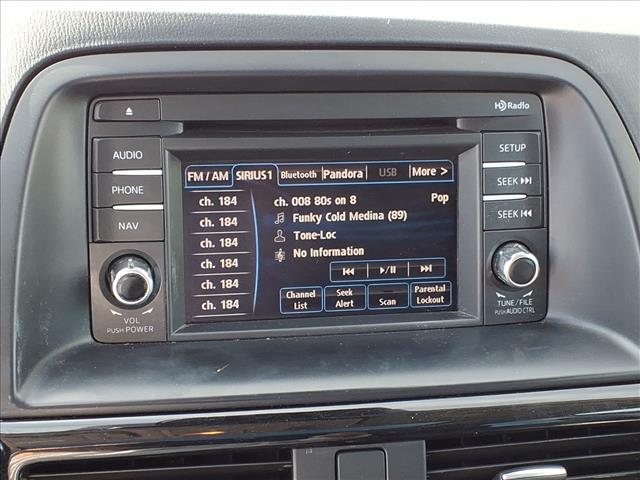 HD Radio
AUDIO
PHONE
NAV
VOL
PUSH POWER
FM / AM SIRIUS1 Bluetooth Pandora USB More >
ch. 184
ch. 184
ch. 184
ch. 184
ch. 184
ch. 184
ch. 008 80s on 8
Pop
Funky Cold Medina (89)
Tone-Loc
No Information
Channel List
Seek Alert
Scan
Parental Lockout
SETUP
SEEK
SEEK
TUNE/FILE
PUSH AUDIO CTRL